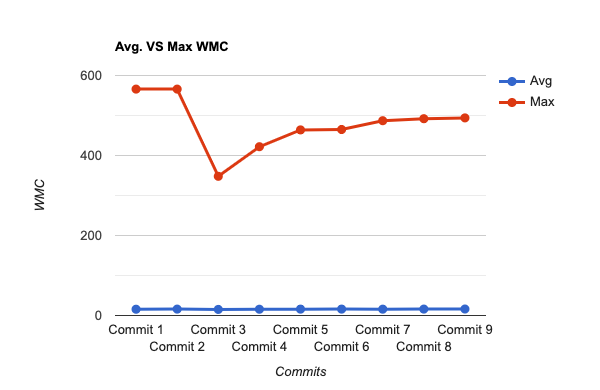 Avg. VS Max WMC
Avg
Max
600
400
200
0
WMC
Commit 1
Commit 2
Commit 3
Commit 4
Commit 5
Commit 6
Commit 7
Commit 8
Commit 9
Commits